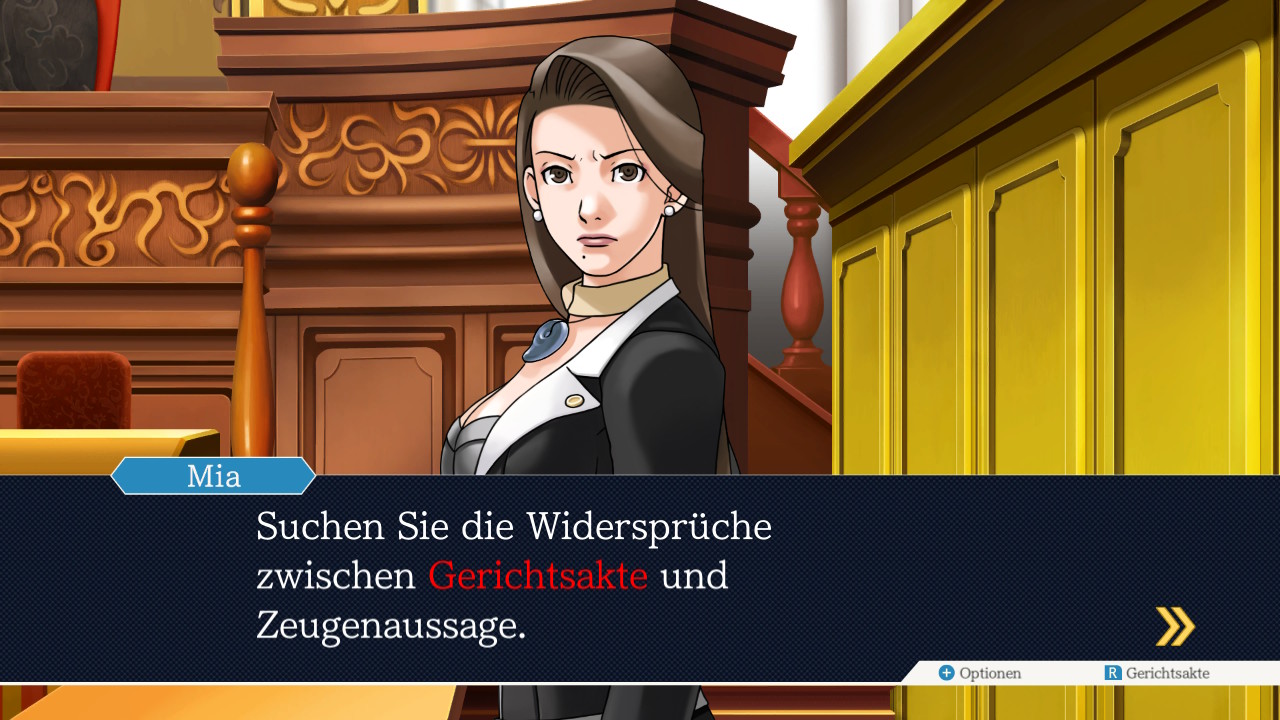 Mia
Suchen Sie die Widersprüche
zwischen Gerichtsakte und
Zeugenaussage.
+ Optionen
R Gerichtsakte